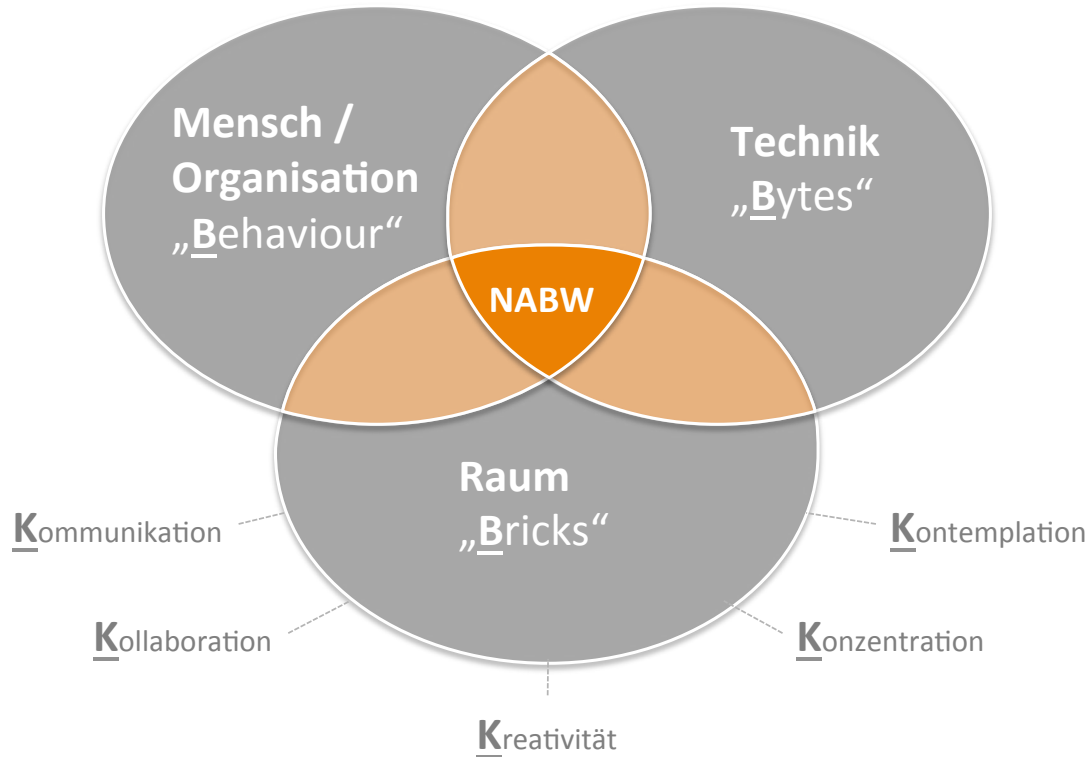 Mensch /
Organisation
„Behaviour“
Technik
„Bytes“
NABW
Raum
„Bricks“
Kommunikation
Kontemplation
Kollaboration
Konzentration
Kreativität